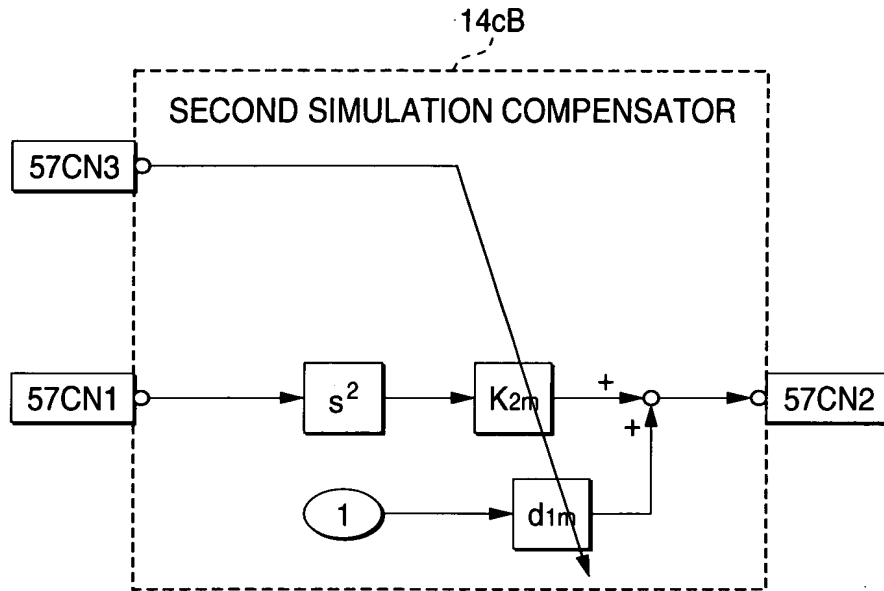 14cB
SECOND SIMULATION COMPENSATOR
57CN3
57CN1
s²
K2m
+
57CN2
+
1
d1m